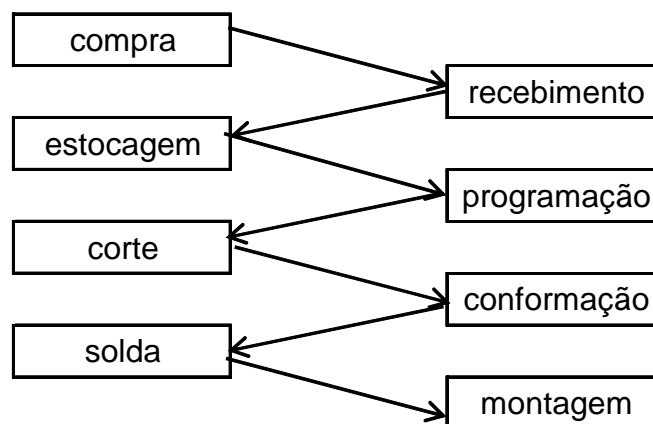 compra
recebimento
estocagem
programação
corte
conformação
solda
montagem